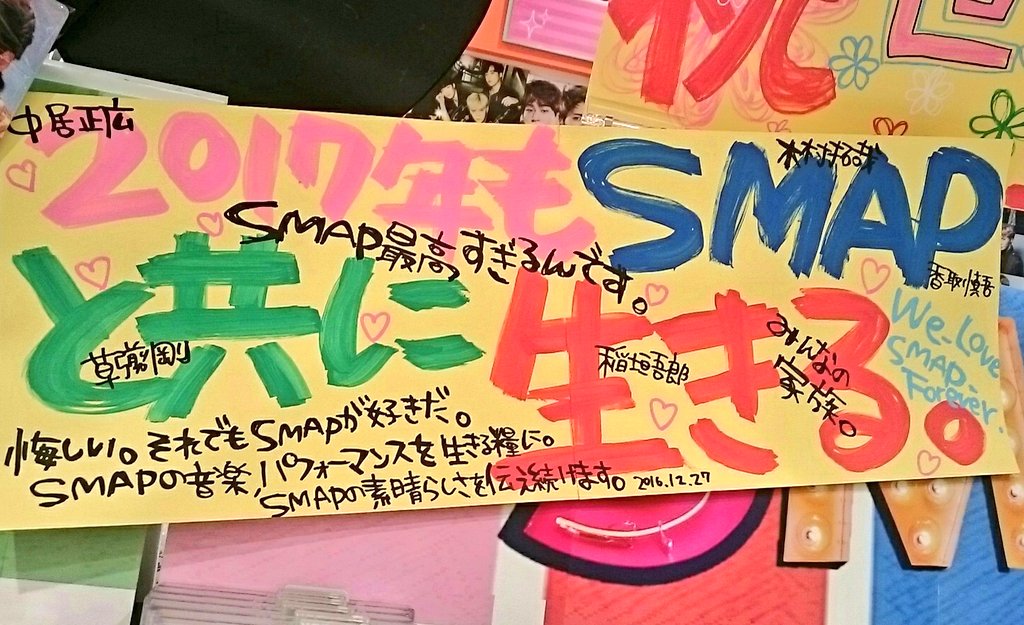 祝
中居正広
2017年も SMAP
木村拓哉
SMAP最高すぎるんです。
香取慎吾
と共に生きる。
草彅剛
稲垣吾郎
みんなの
家族。
We Love
SMAP.
Forever.
悔しい。それでもSMAPが好きだ。
SMAPの音楽、パフォーマンスを生きる糧に。
SMAPの素晴らしさを伝え続けます。2016.12.27